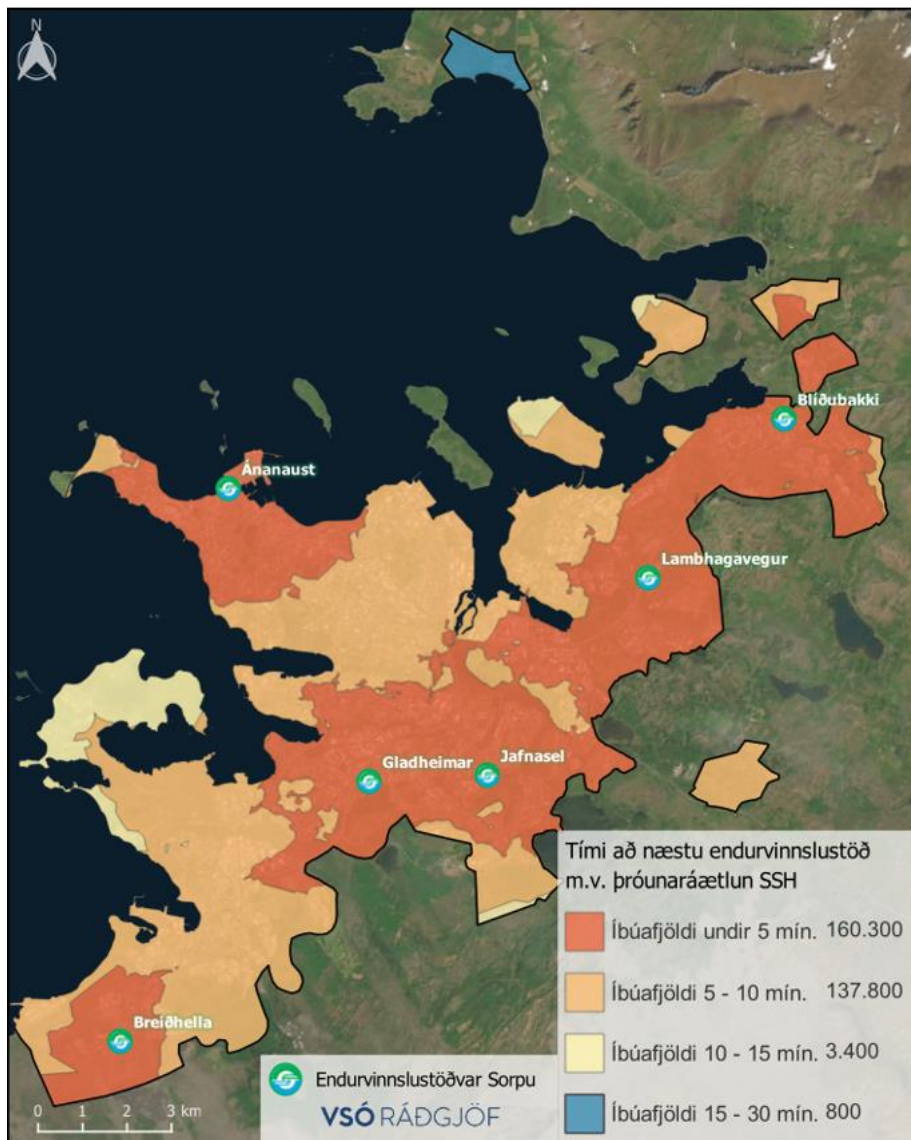 N
Ánanaust
Blíðubakki
Lambhagavegur
Gladheimar
Jafnasel
Breiðhella
Tími að næstu endurvinnslustöð
m.v. þróunaráætlun SSH
Íbúafjöldi undir 5 mín. 160.300
Íbúafjöldi 5 - 10 mín. 137.800
Íbúafjöldi 10 - 15 mín. 3.400
Íbúafjöldi 15 - 30 mín. 800
Endurvinnslustöðvar Sorpu
VSÓ RÁÐGJÖF
0 1 2 3 km